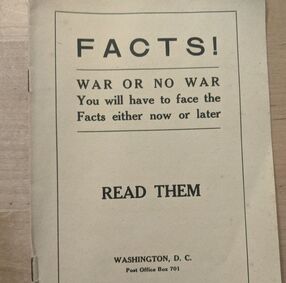 FACTS!
WAR OR NO WAR
You will have to face the
Facts either now or later
READ THEM
WASHINGTON, D. C.
Post Office Box 701